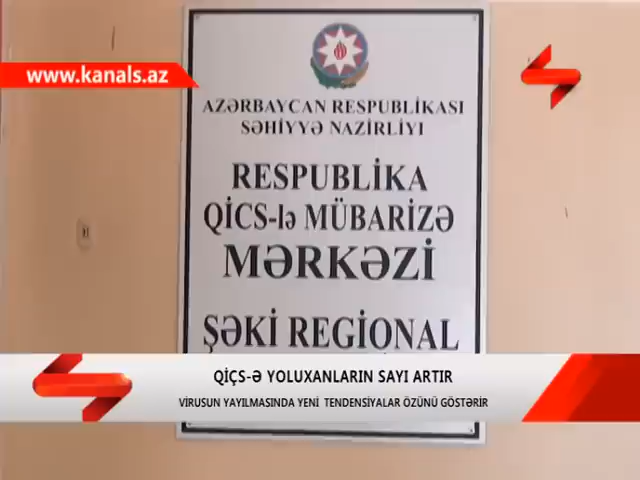 www.kanals.az
AZƏRBAYCAN RESPUBLİKASI
SƏHİYYƏ NAZİRLİYI
RESPUBLİKA
QİCS-lə MÜBARİZƏ
MƏRKƏZİ
ŞƏKİ REGİONAL
QİÇS-Ə YOLUXANLARIN SAYI ARTIR
VİRUSUN YAYILMASINDA YENİ TENDENSİYALAR ÖZÜNÜ GÖSTƏRİR